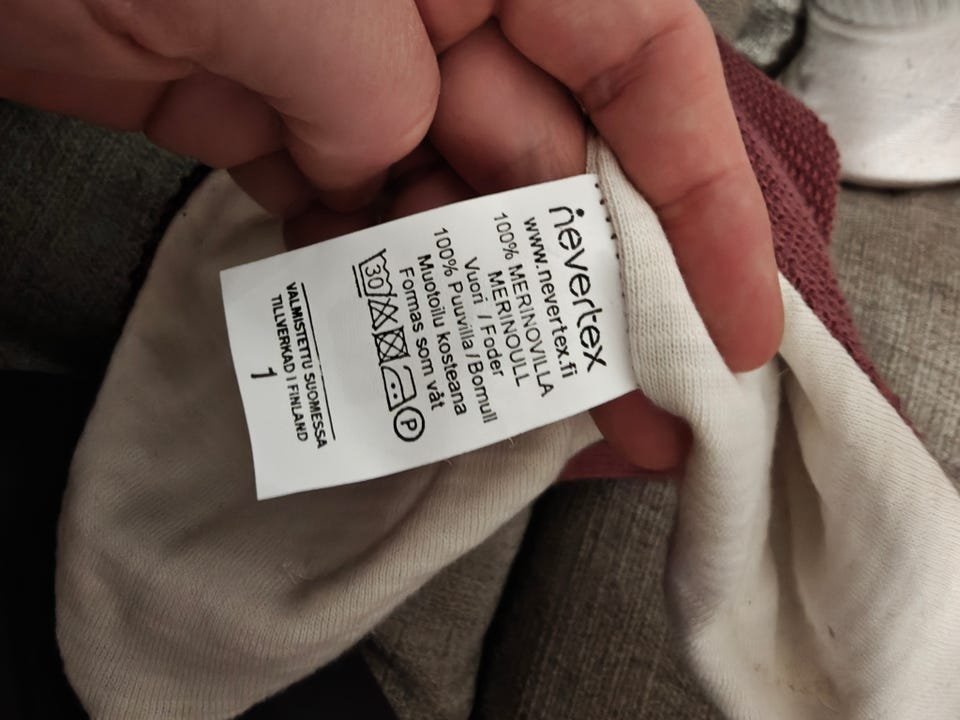 nevertex
www.nevertex.fi
100% MERINOVILLA
MERINOULL
Vuori / Foder
100% Puuvilla / Bomull
Muotoilu kosteana
Formas som våt
30 P
VALMISTETTU SUOMESSA
TILLVERKAD I FINLAND
1